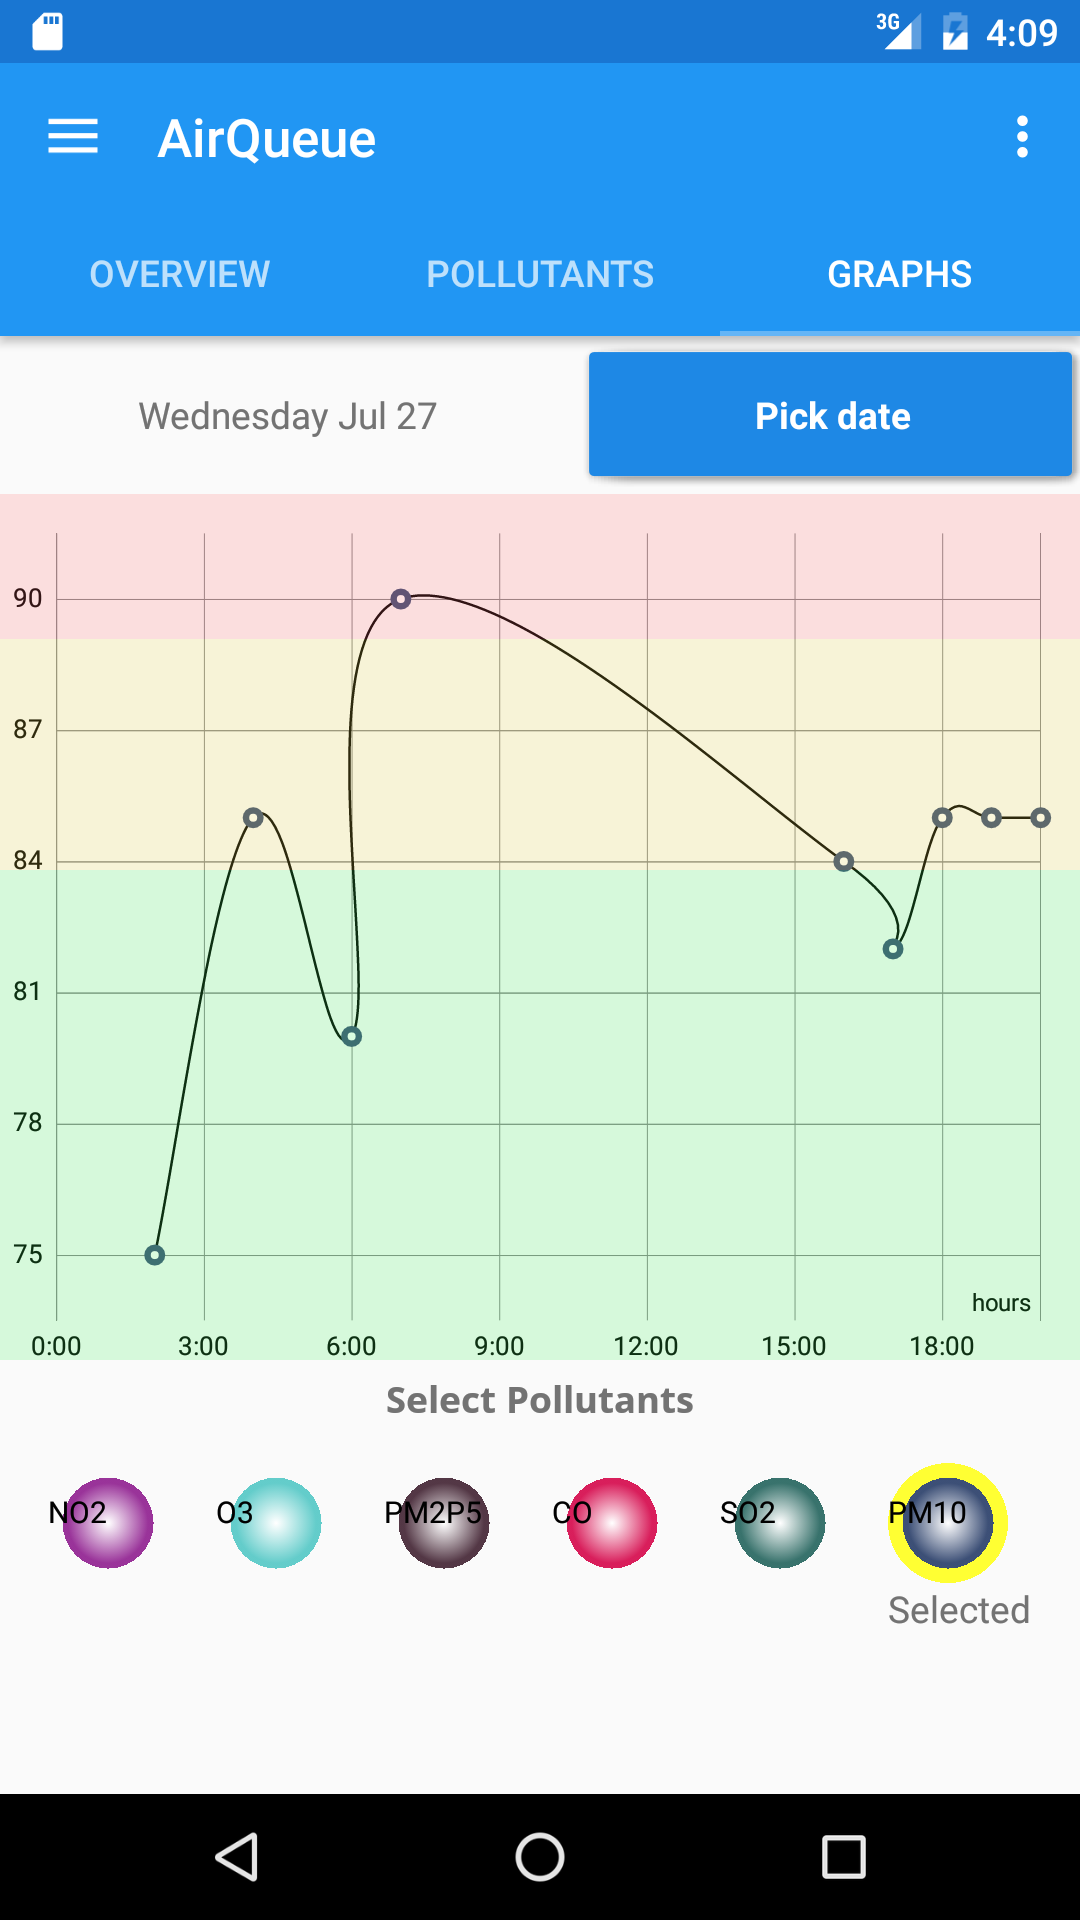 3G 4:09
AirQueue
OVERVIEW POLLUTANTS GRAPHS
Wednesday Jul 27 Pick date
90
87
84
81
78
75
hours
0:00 3:00 6:00 9:00 12:00 15:00 18:00
Select Pollutants
NO2 O3 PM2P5 CO SO2 PM10
Selected